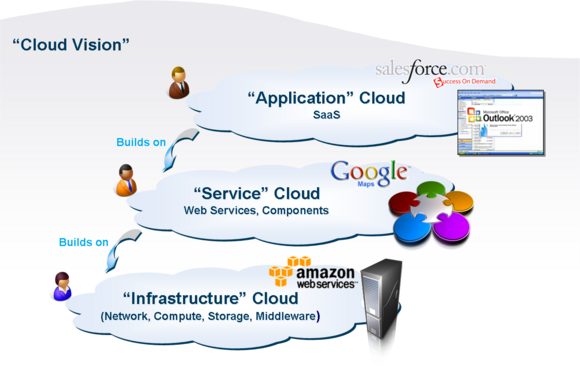 “Cloud Vision”
salesforce.com
Success On Demand
“Application” Cloud
SaaS
Microsoft Office
Outlook 2003
Builds on
Google
Maps
“Service” Cloud
Web Services, Components
Builds on
amazon
webservices™
“Infrastructure” Cloud
(Network, Compute, Storage, Middleware)